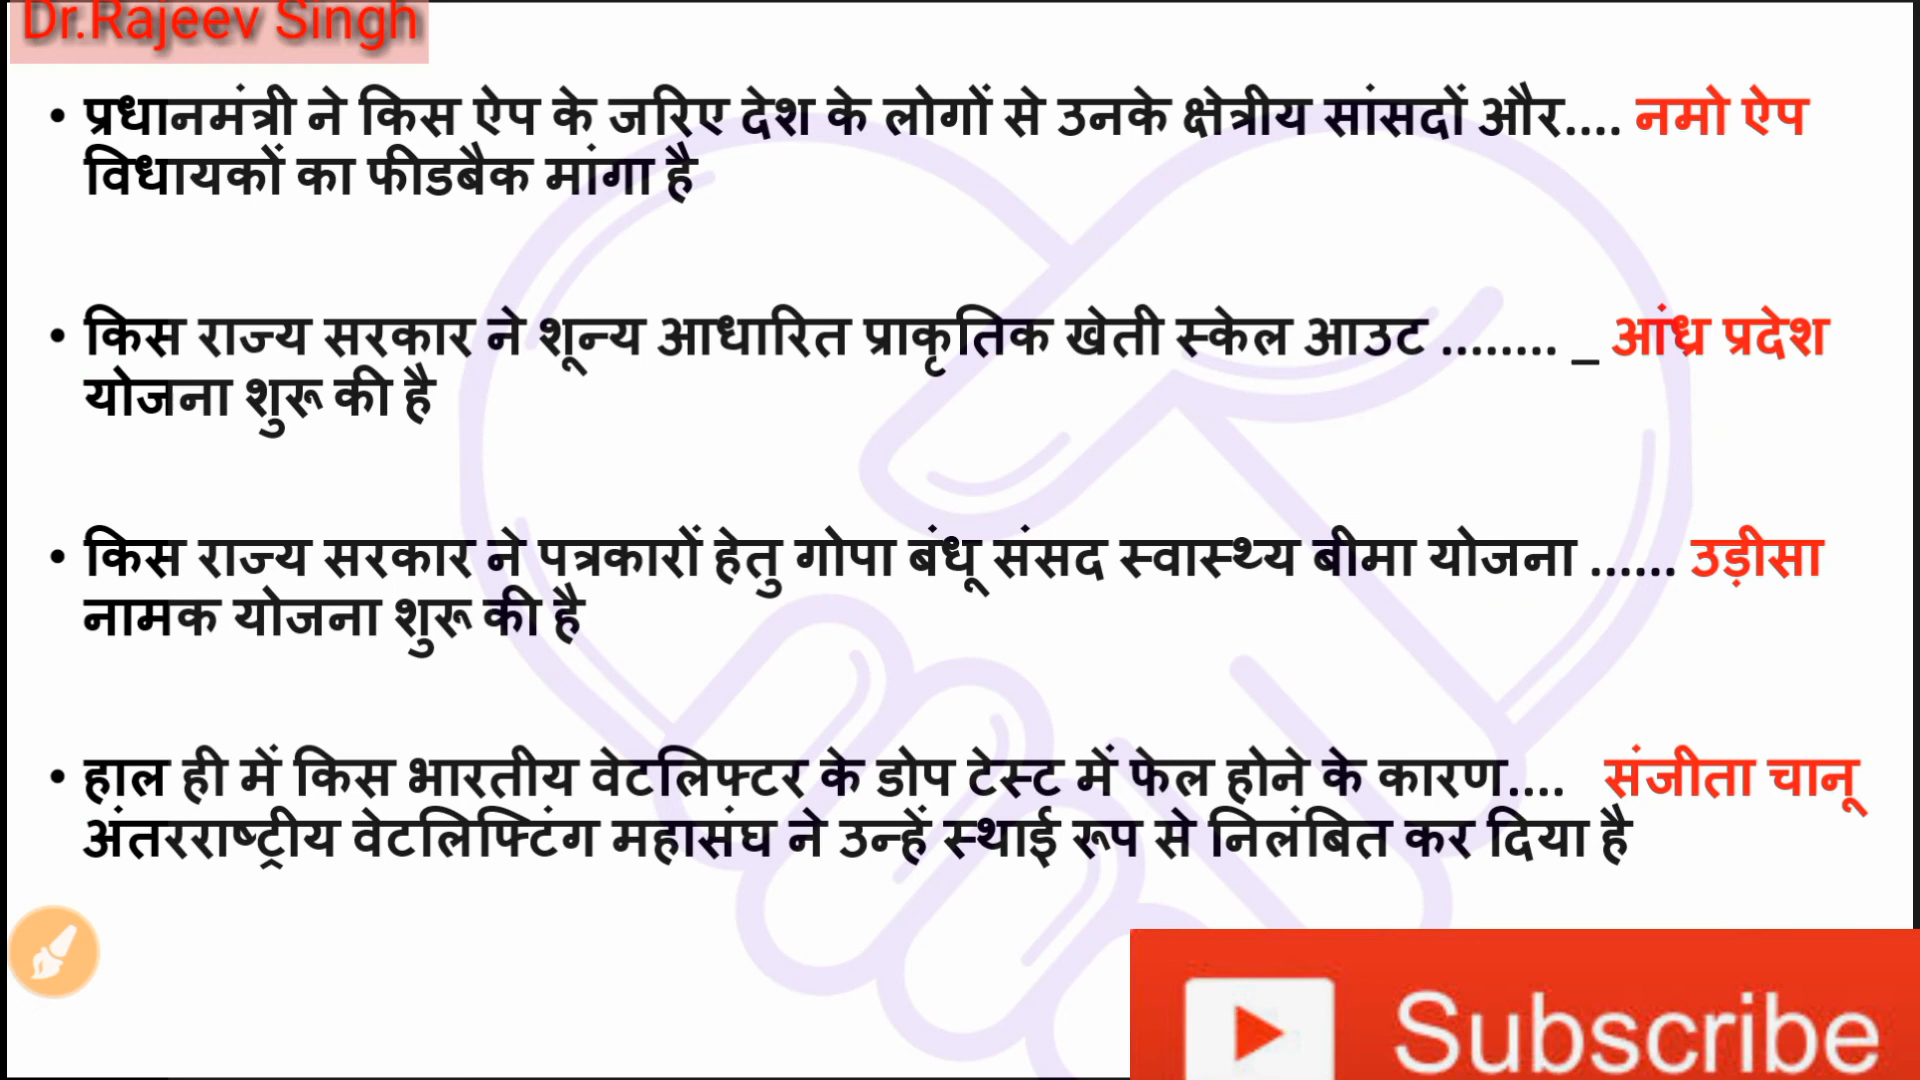 Dr.Rajeev Singh
• प्रधानमंत्री ने किस ऐप के जरिए देश के लोगों से उनके क्षेत्रीय सांसदों और.... नमो ऐप
विधायकों का फीडबैक मांगा है
• किस राज्य सरकार ने शून्य आधारित प्राकृतिक खेती स्केल आउट ........ _ आंध्र प्रदेश
योजना शुरू की है
• किस राज्य सरकार ने पत्रकारों हेतु गोपा बंधू संसद स्वास्थ्य बीमा योजना ...... उड़ीसा
नामक योजना शुरू की है
• हाल ही में किस भारतीय वेटलिफ्टर के डोप टेस्ट में फेल होने के कारण.... संजीता चानू
अंतरराष्ट्रीय वेटलिफ्टिंग महासंघ ने उन्हें स्थाई रूप से निलंबित कर दिया है
Subscribe